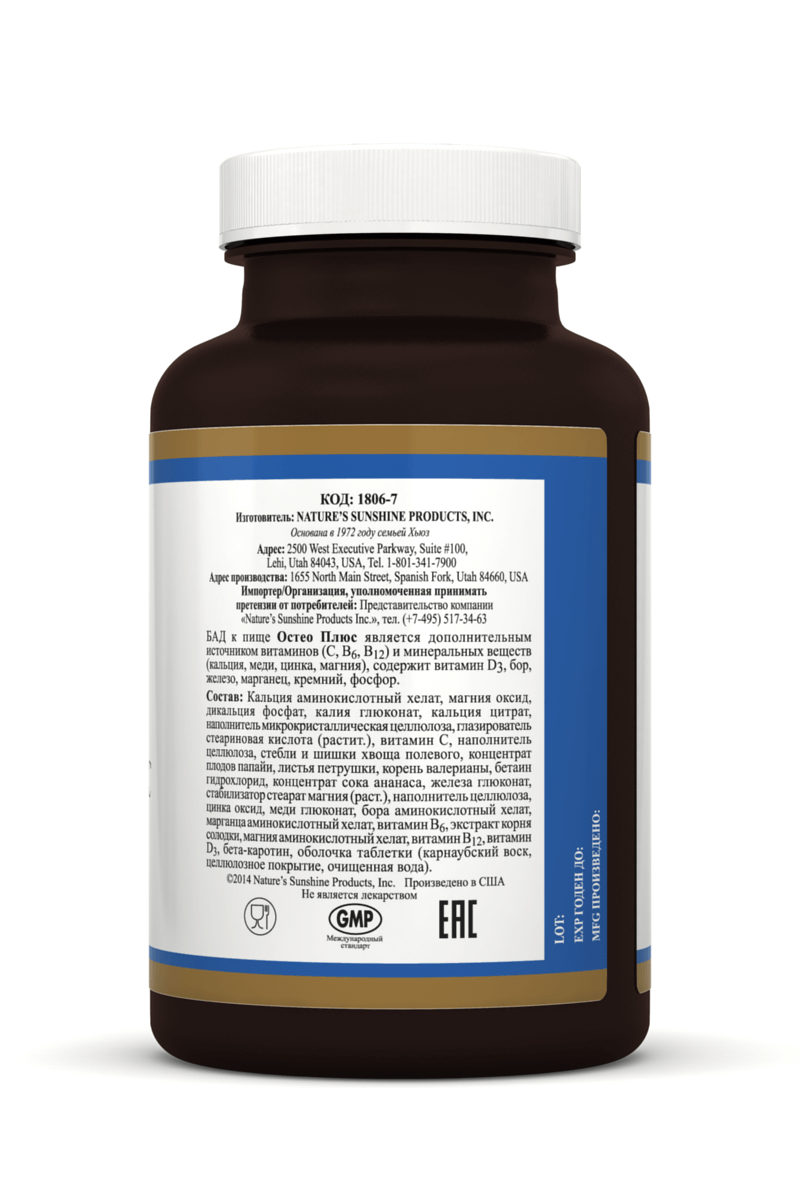 КОД: 1806-7
Изготовитель: NATURE'S SUNSHINE PRODUCTS, INC.
Основана в 1972 году семьей Хьюз
Адрес: 2500 West Executive Parkway, Suite #100,
Lehi, Utah 84043, USA, Tel. 1-801-341-7900
Адрес производства: 1655 North Main Street, Spanish Fork, Utah 84660, USA
Импортер/Организация, уполномоченная принимать
претензии от потребителей: Представительство компании
«Nature's Sunshine Products Inc.», тел. (+7-495) 517-34-63
БАД к пище Остео Плюс является дополнительным
источником витаминов (С, В6, В12) и минеральных веществ
(кальция, меди, цинка, магния), содержит витамин D3, бор,
железо, марганец, кремний, фосфор.
Состав: Кальция аминокислотный хелат, магния оксид,
дикальция фосфат, калия глюконат, кальция цитрат,
наполнитель микрокристаллическая целлюлоза, глазирователь
стеариновая кислота (растит.), витамин С, наполнитель
целлюлоза, стебли и шишки хвоща полевого, концентрат
плодов папайи, листья петрушки, корень валерианы, бетаин
гидрохлорид, концентрат сока ананаса, железа глюконат,
стабилизатор стеарат магния (раст.), наполнитель целлюлоза,
цинка оксид, меди глюконат, бора аминокислотный хелат,
марганца аминокислотный хелат, витамин В6, экстракт корня
солодки, магния аминокислотный хелат, витамин В12, витамин
D3, бета-каротин, оболочка таблетки (карнаубский воск,
целлюлозное покрытие, очищенная вода).
©2014 Nature's Sunshine Products, Inc. Произведено в США
Не является лекарством
GMP
Международный
стандарт
EAC
LOT:
EXP ГОДЕН ДО:
MFG ПРОИЗВЕДЕНО: